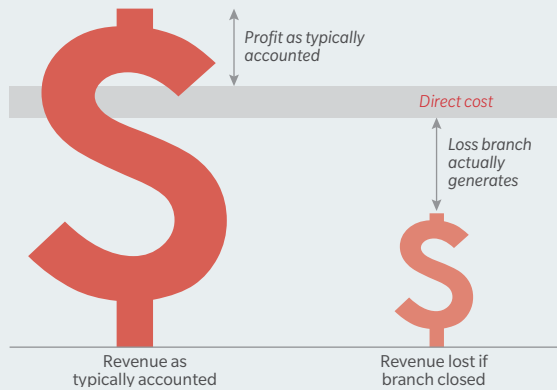 Profit as typically
accounted
Direct cost
Loss branch
actually
generates
Revenue as
typically accounted
Revenue lost if
branch closed